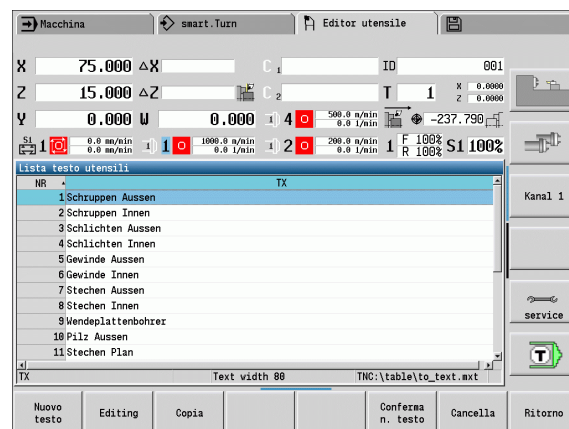 Macchina smart.Turn Editor utensile
X 75.000 ΔX C 1 ID 001
Z 15.000 ΔZ C 2 T 1 X 0.0000 Z 0.0000
Y 0.000 W 0.000 4 500.0 m/min 0.0 1/min -237.790
S1 1 0.0 mm/min 0.0 mm/min 1 1000.0 m/min 0.0 1/min 2 200.0 m/min 0.0 1/min 1 F 100% R 100% S1 100%
Lista testo utensili
NR TX
1 Schruppen Aussen
2 Schruppen Innen
3 Schlichten Aussen
4 Schlichten Innen
5 Gewinde Aussen
6 Gewinde Innen
7 Stechen Aussen
8 Stechen Innen
9 Wendeplattenbohrer
10 Pilz Aussen
11 Stechen Plan
TX Text width 80 TNC:\table\to_text.mxt
Kanal 1
service
T
Nuovo testo Editing Copia Conferma n. testo Cancella Ritorno